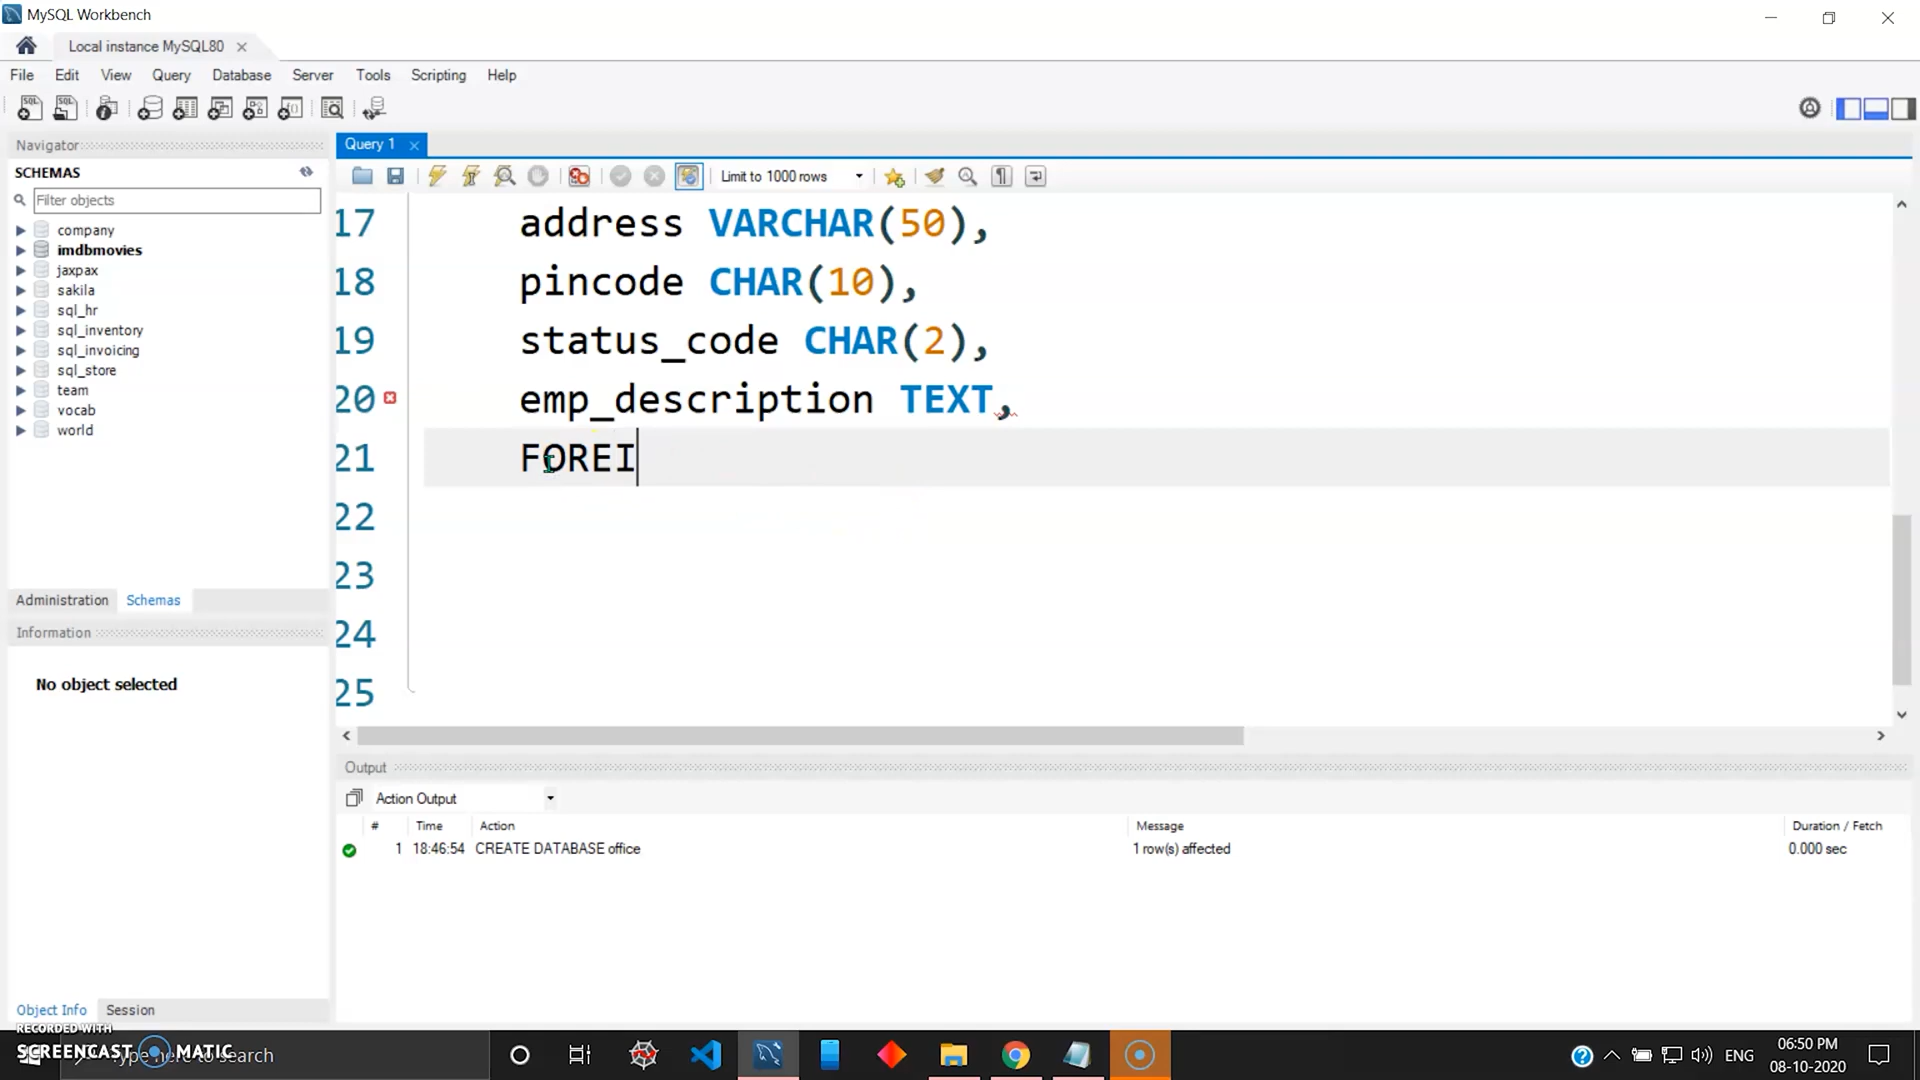 MySQL Workbench
Local instance MySQL80
File Edit View Query Database Server Tools Scripting Help
Navigator
SCHEMAS
Filter objects
company
imdbmovies
jaxpax
sakila
sql_hr
sql_inventory
sql_invoicing
sql_store
team
vocab
world
Administration Schemas
Information
No object selected
Object Info Session
Query 1
Limit to 1000 rows
17 address VARCHAR(50),
18 pincode CHAR(10),
19 status_code CHAR(2),
20 emp_description TEXT,
21 FOREI
22
23
24
25
Output
Action Output
# Time Action Message Duration / Fetch
1 18:46:54 CREATE DATABASE office 1 row(s) affected 0.000 sec
RECORDED WITH
SCREENCAST MATIC
Type here to search
ENG
06:50 PM
08-10-2020